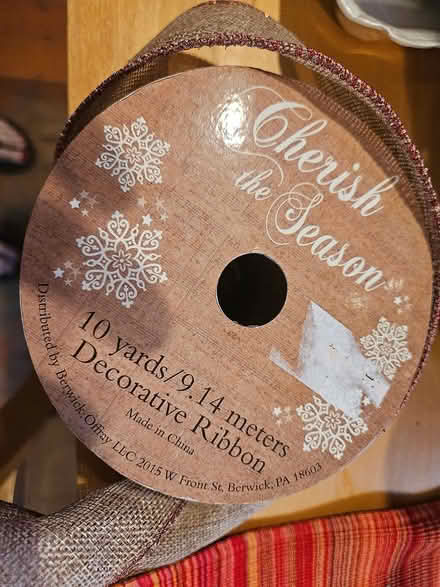 Cherish
the Season
10 yards/9.14 meters
Decorative Ribbon
Made in China
Distributed by Berwick Offray LLC 2015 W Front St, Berwick, PA 18603